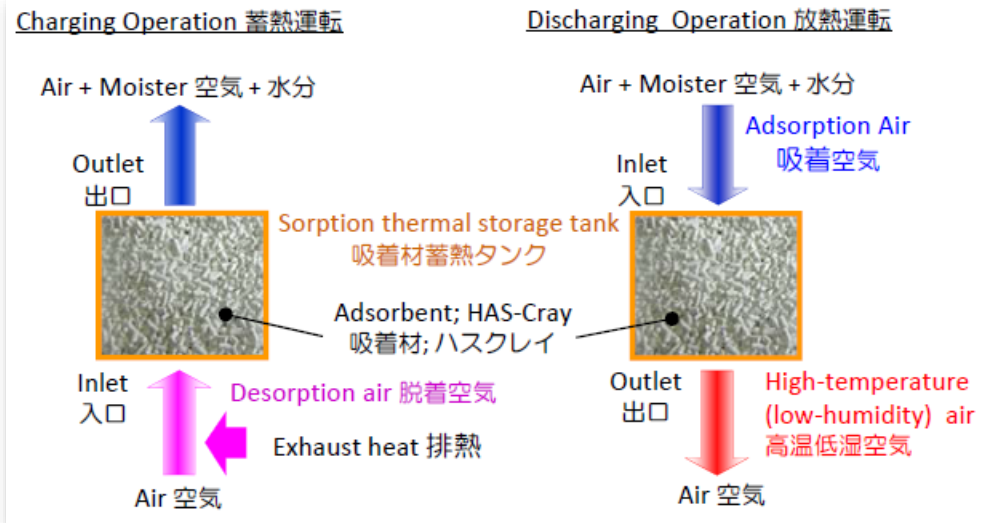 Charging Operation 蓄熱運転
Air + Moister 空気 + 水分
Outlet
出口
Inlet
入口
Desorption air 脱着空気
Exhaust heat 排熱
Air 空気
Sorption thermal storage tank
吸着材蓄熱タンク
Adsorbent; HAS-Cray
吸着材; ハスクレイ
Discharging Operation 放熱運転
Air + Moister 空気 + 水分
Adsorption Air
吸着空気
Inlet
入口
Outlet
出口
High-temperature
(low-humidity) air
高温低湿空気
Air 空気